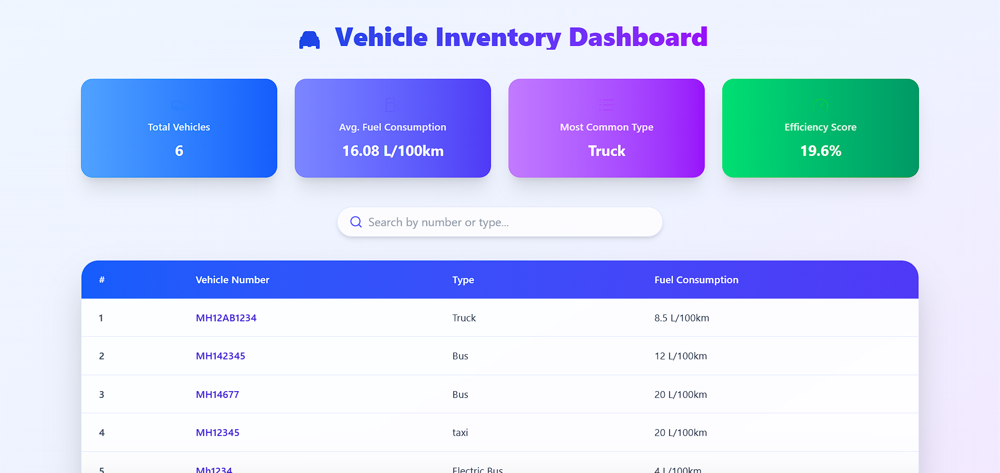 Vehicle Inventory Dashboard
Total Vehicles
6
Avg. Fuel Consumption
16.08 L/100km
Most Common Type
Truck
Efficiency Score
19.6%
Search by number or type...
# Vehicle Number Type Fuel Consumption
1 MH12AB1234 Truck 8.5 L/100km
2 MH142345 Bus 12 L/100km
3 MH14677 Bus 20 L/100km
4 MH12345 taxi 20 L/100km
5 Mh1234 Electric Bus 4 L/100km